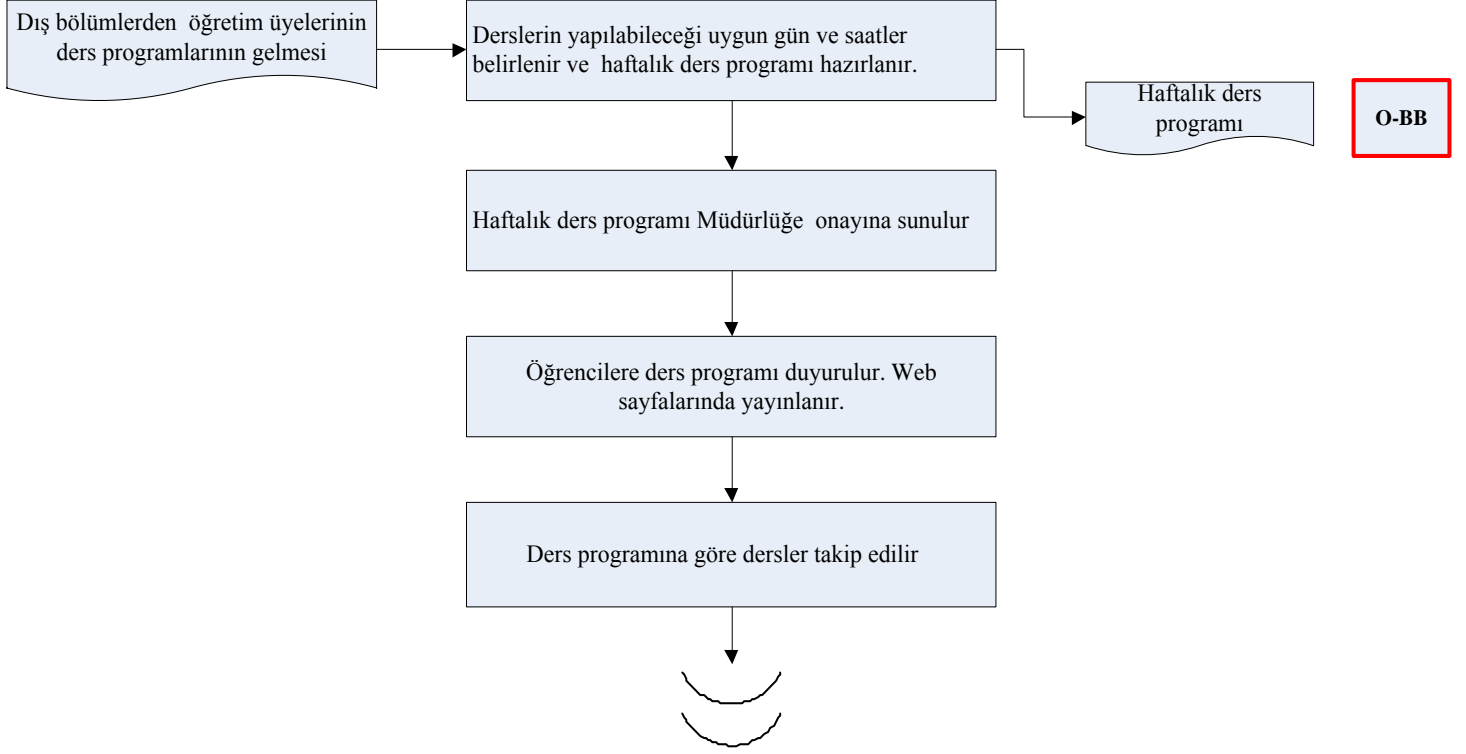 Dış bölümlerden öğretim üyelerinin
ders programlarının gelmesi
Derslerin yapılabileceği uygun gün ve saatler
belirlenir ve haftalık ders programı hazırlanır.
Haftalık ders
programı
O-BB
Haftalık ders programı Müdürlüğe onayına sunulur
Öğrencilere ders programı duyurulur. Web
sayfalarında yayınlanır.
Ders programına göre dersler takip edilir